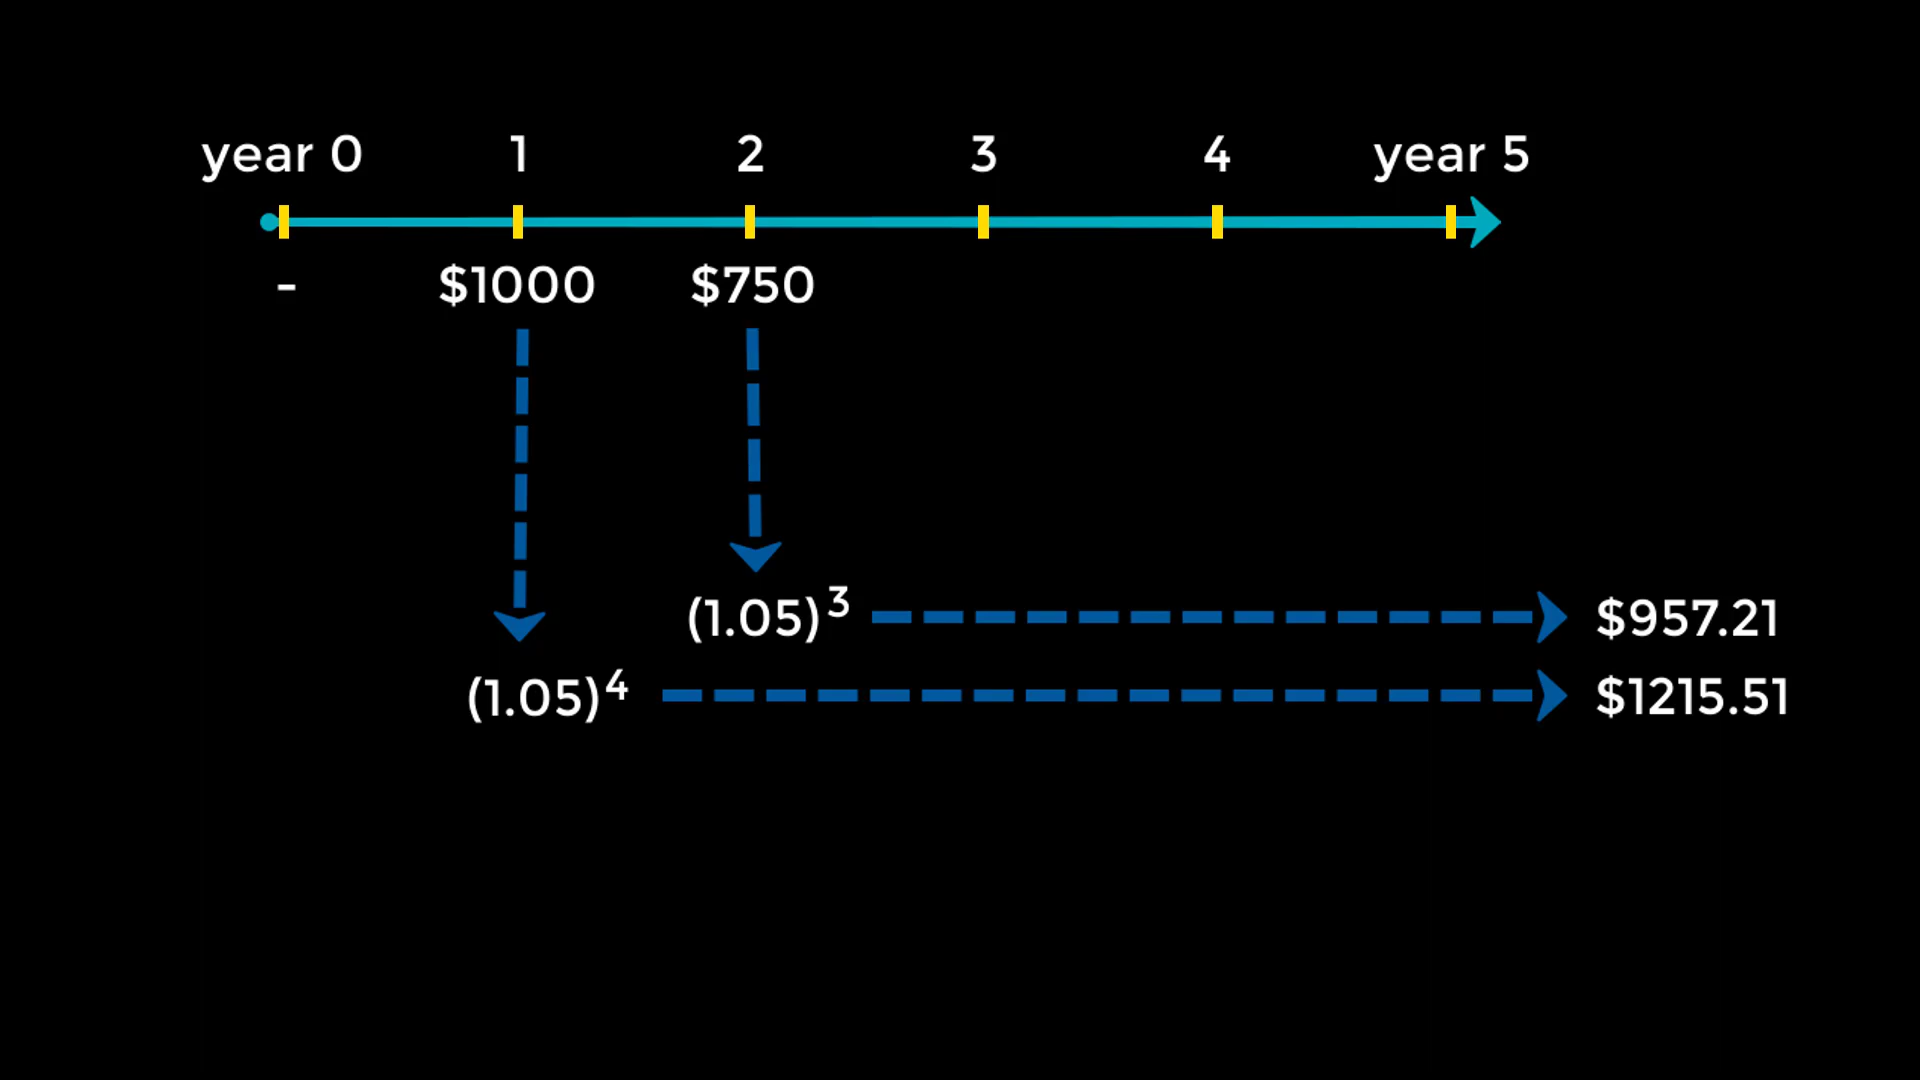 year 0 1 2 3 4 year 5
- $1000 $750
(1.05)³ $957.21
(1.05)⁴ $1215.51